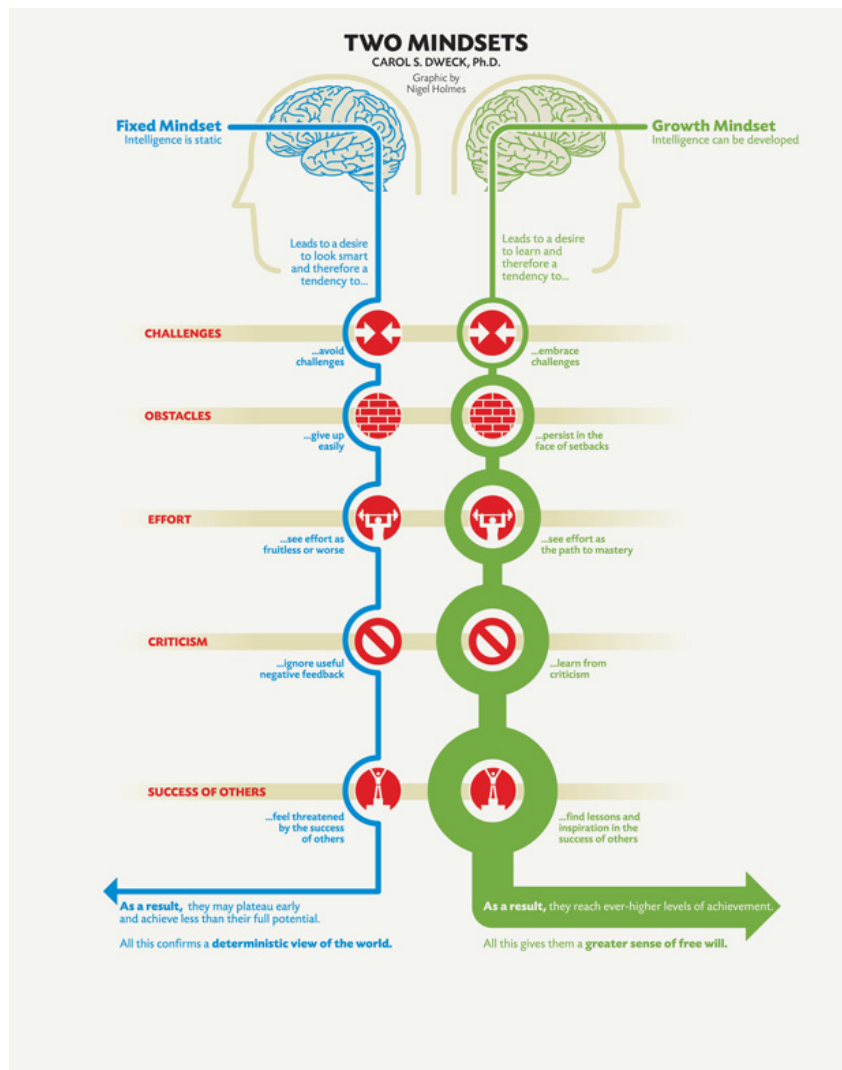 TWO MINDSETS
CAROL S. DWECK, Ph.D.
Graphic by
Nigel Holmes
Fixed Mindset
Intelligence is static
Growth Mindset
Intelligence can be developed
Leads to a desire
to look smart
and therefore a
tendency to...
Leads to a desire
to learn and
therefore a
tendency to...
CHALLENGES
...avoid
challenges
...embrace
challenges
OBSTACLES
...give up
easily
...persist in the
face of setbacks
EFFORT
...see effort as
fruitless or worse
...see effort as
the path to mastery
CRITICISM
...ignore useful
negative feedback
...learn from
criticism
SUCCESS OF OTHERS
...feel threatened
by the success
of others
...find lessons and
inspiration in the
success of others
As a result, they may plateau early
and achieve less than their full potential.
All this confirms a deterministic view of the world.
As a result, they reach ever-higher levels of achievement.
All this gives them a greater sense of free will.